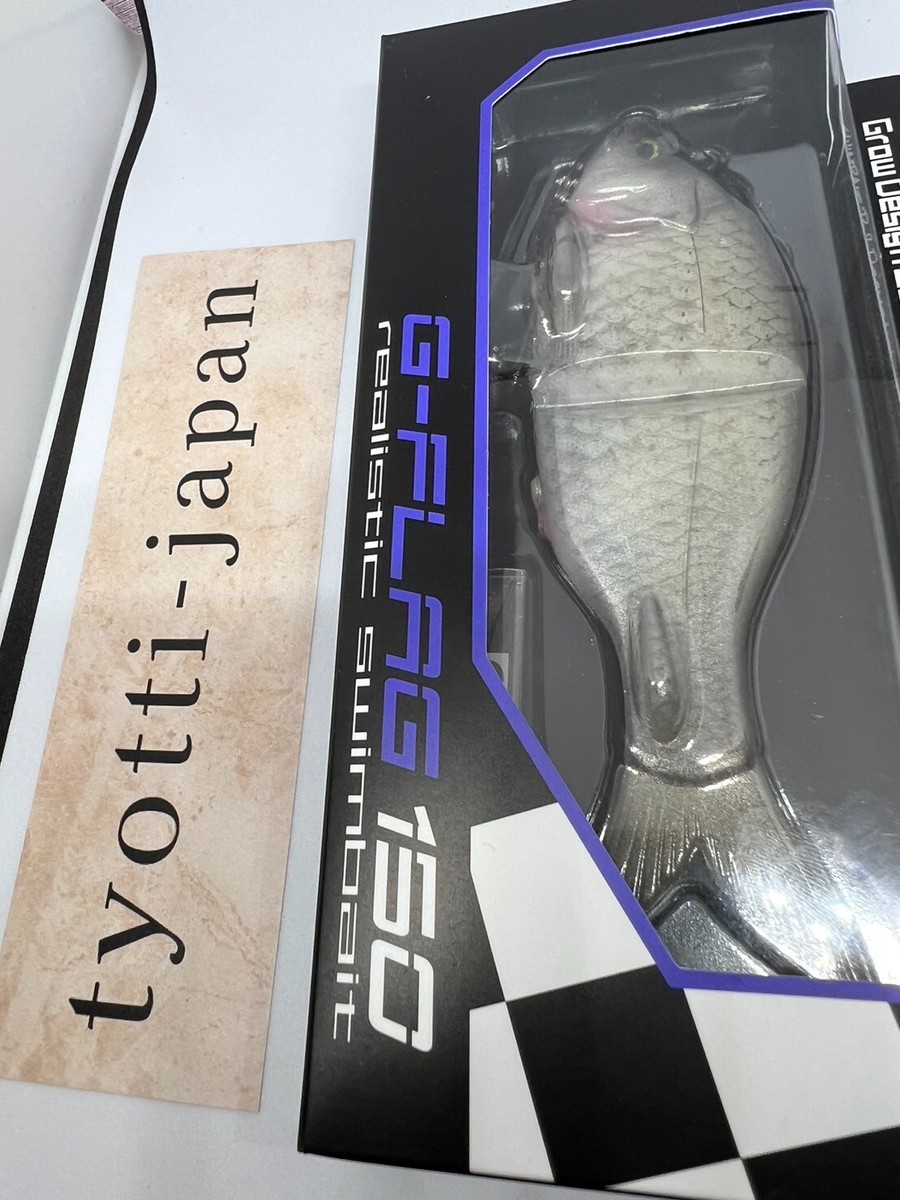 tyotti-japan
G-FLAG 150
realistic swimbait